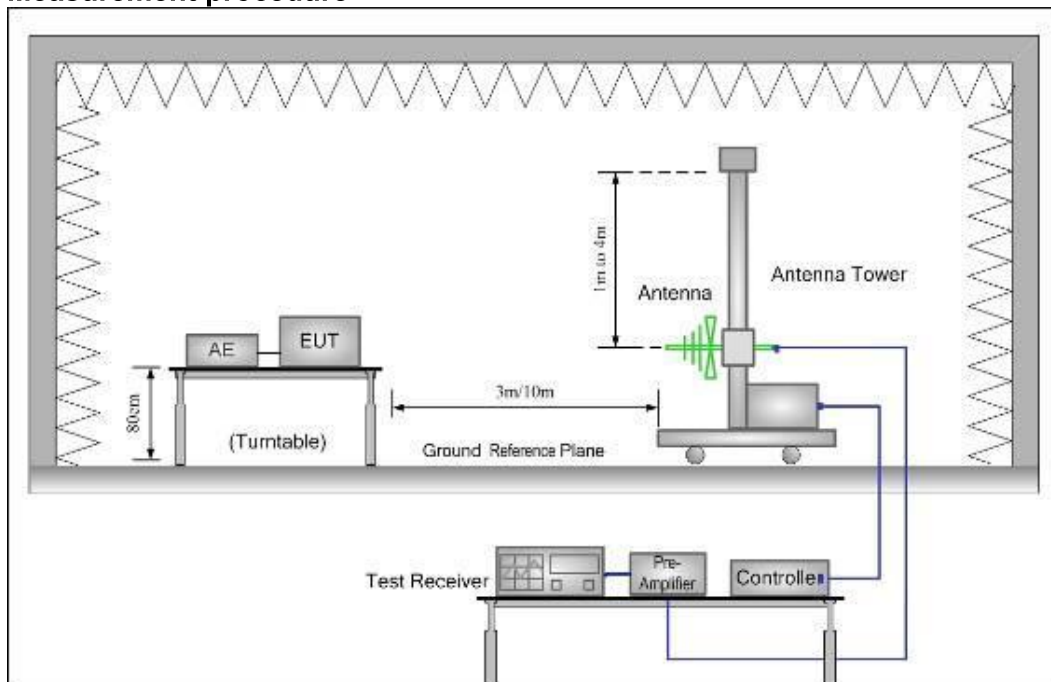 Measurement procedure
1m to 4m
Antenna
Antenna Tower
AE
EUT
80cm
3m/10m
(Turntable)
Ground Reference Plane
Test Receiver
Pre-
Amplifier
Controlle